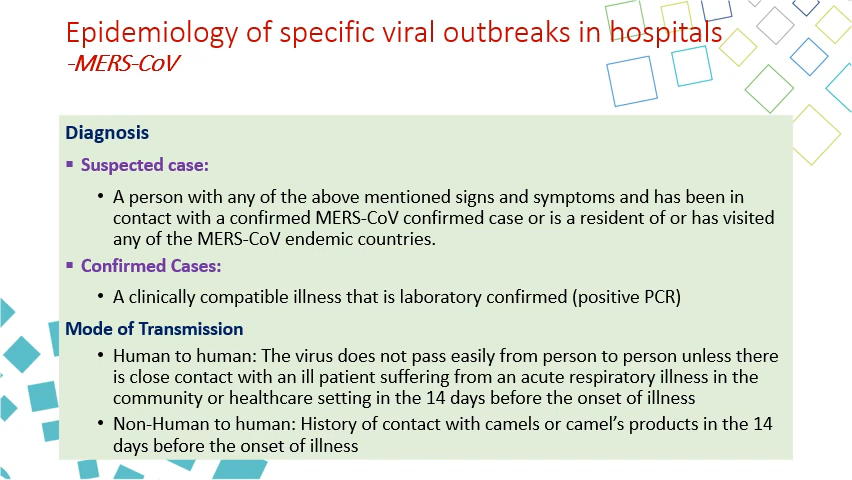 Epidemiology of specific viral outbreaks in hospitals
-MERS-CoV
Diagnosis
▪ Suspected case:
• A person with any of the above mentioned signs and symptoms and has been in
contact with a confirmed MERS-CoV confirmed case or is a resident of or has visited
any of the MERS-CoV endemic countries.
▪ Confirmed Cases:
• A clinically compatible illness that is laboratory confirmed (positive PCR)
Mode of Transmission
• Human to human: The virus does not pass easily from person to person unless there
is close contact with an ill patient suffering from an acute respiratory illness in the
community or healthcare setting in the 14 days before the onset of illness
• Non-Human to human: History of contact with camels or camel’s products in the 14
days before the onset of illness